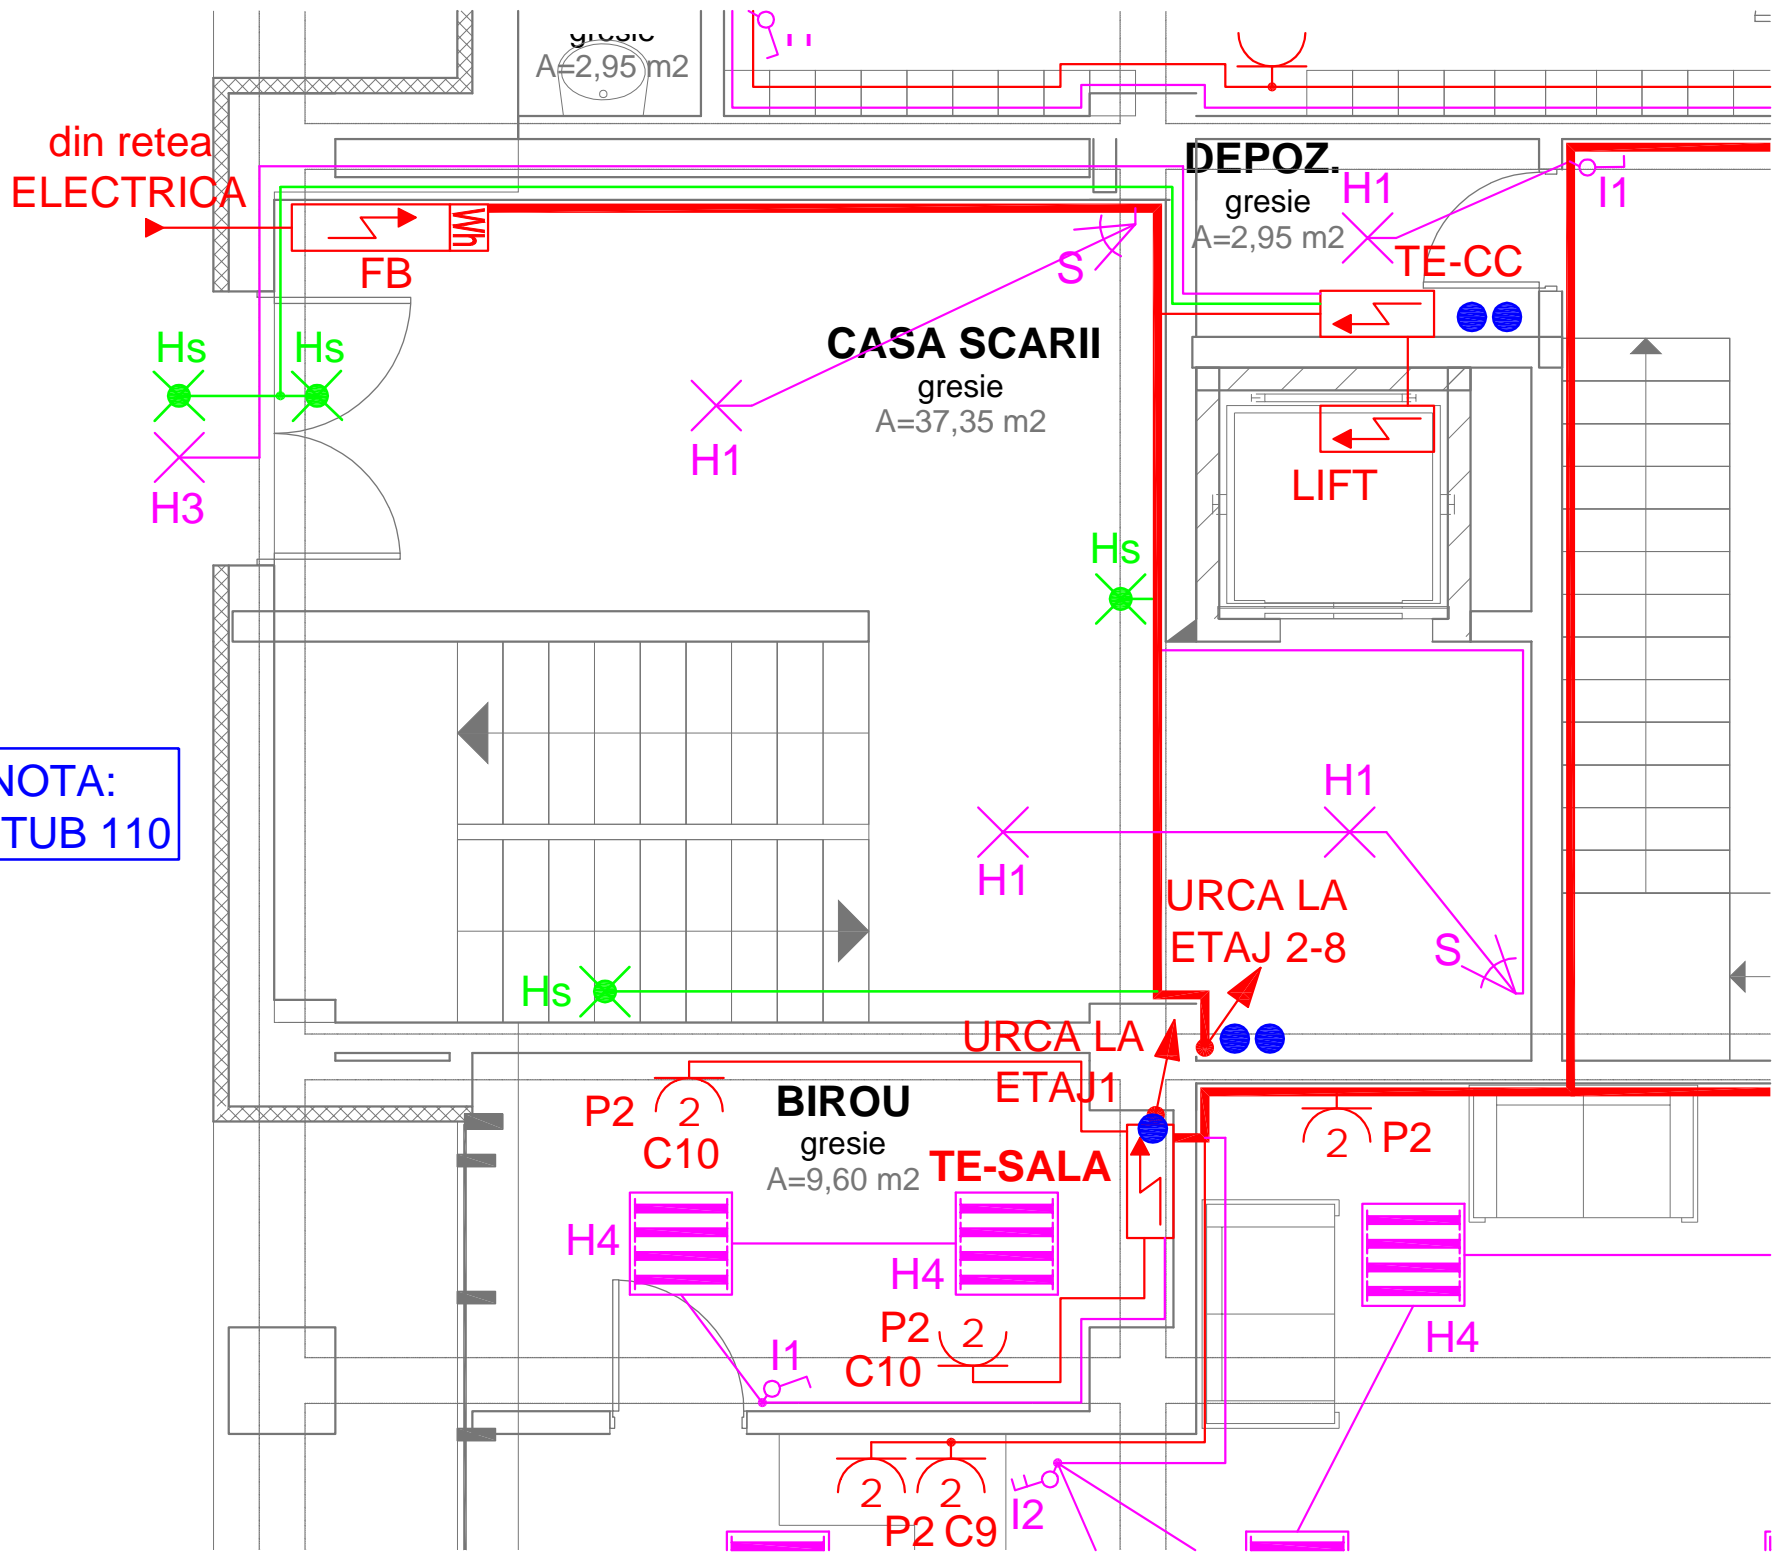 gresie
A=2,95 m2
din retea
ELECTRICA
Wh
FB
DEPOZ.
gresie
A=2,95 m2
H1
I1
TE-CC
S
CASA SCARII
gresie
A=37,35 m2
Hs
Hs
H3
H1
LIFT
Hs
NOTA:
TUB 110
H1
H1
URCA LA
ETAJ 2-8
S
Hs
URCA LA
ETAJ1
P2
2
C10
BIROU
gresie
A=9,60 m2
TE-SALA
2
P2
H4
H4
H4
P2
2
C10
I1
2
2
P2 C9
I2